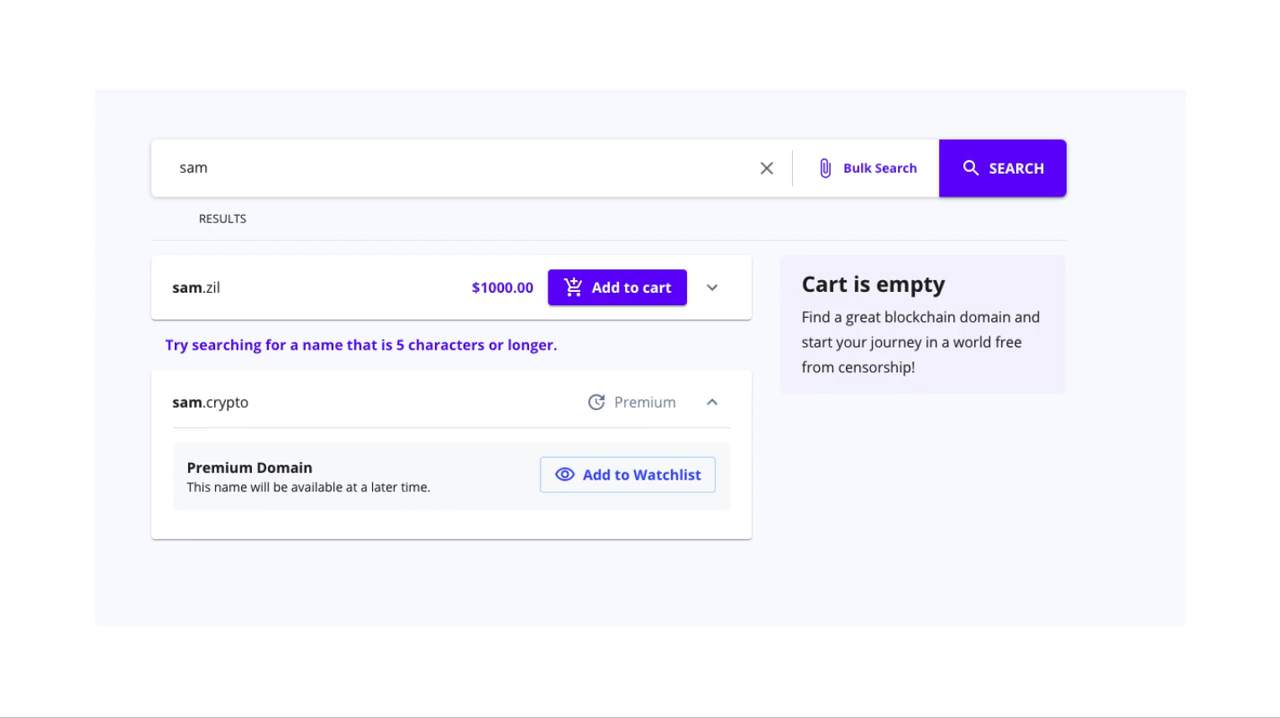 sam
Bulk Search
SEARCH
RESULTS
sam.zil
$1000.00
Add to cart
Try searching for a name that is 5 characters or longer.
sam.crypto
Premium
Premium Domain
This name will be available at a later time.
Add to Watchlist
Cart is empty
Find a great blockchain domain and
start your journey in a world free
from censorship!